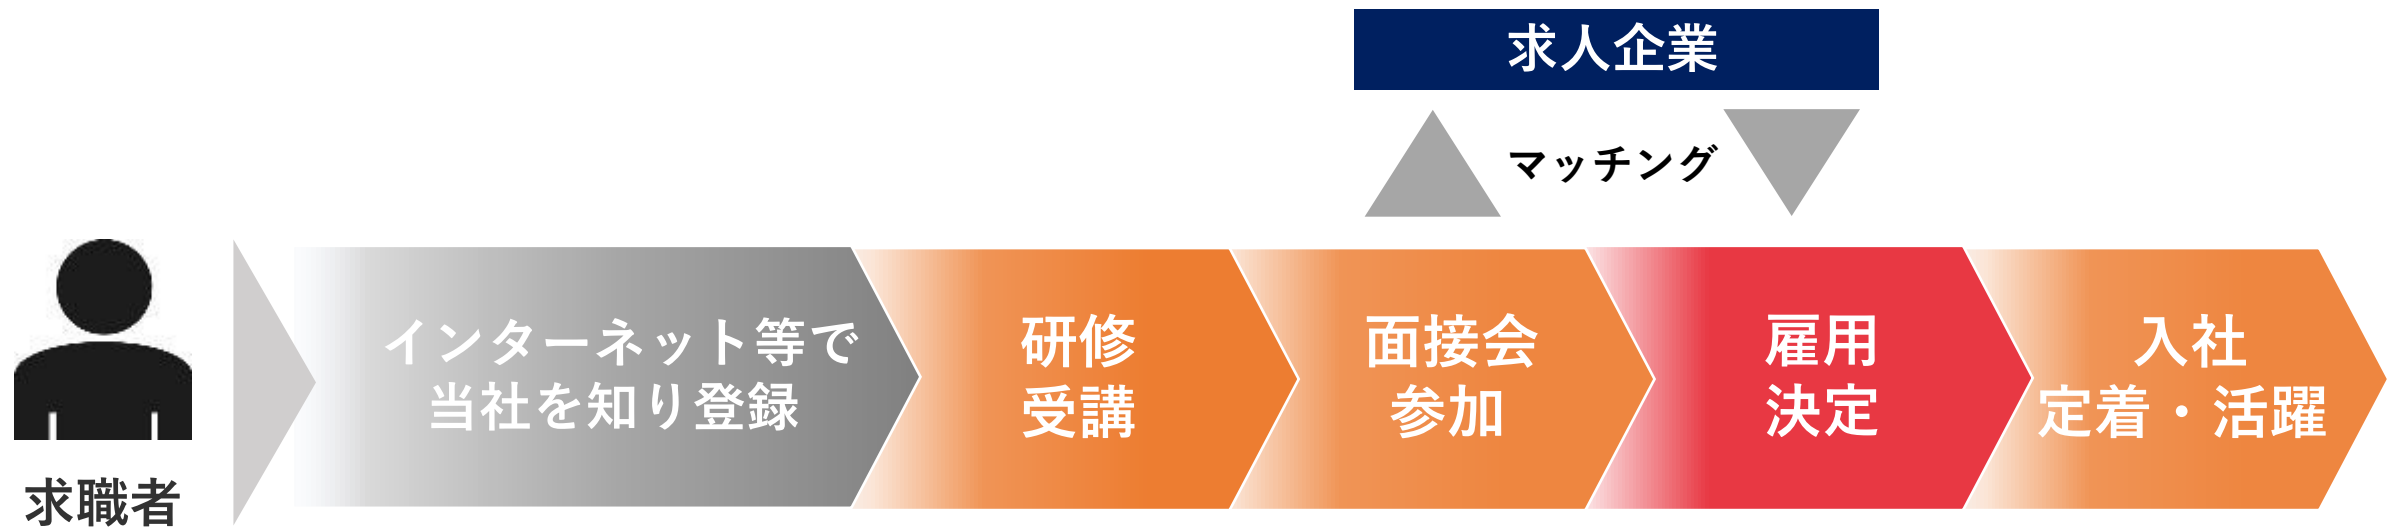 求人企業
マッチング
求職者
インターネット等で
当社を知り登録
研修
受講
面接会
参加
雇用
決定
入社
定着・活躍